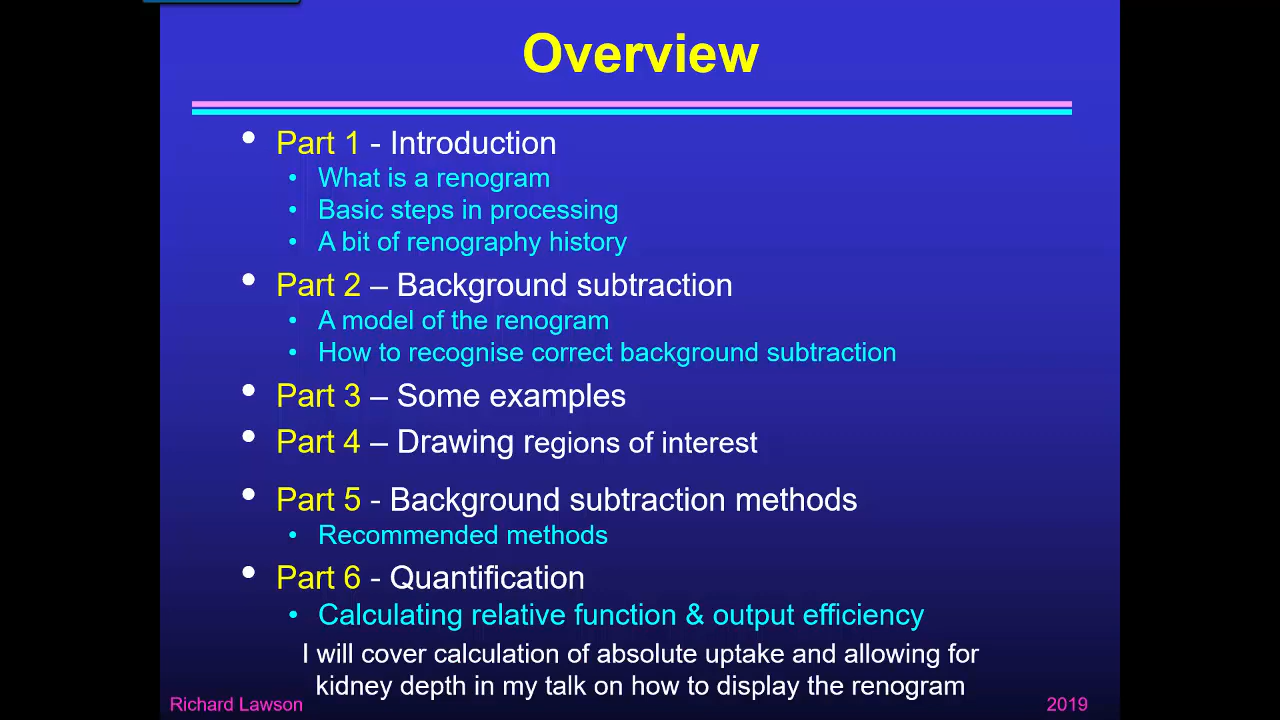 Overview
• Part 1 - Introduction
• What is a renogram
• Basic steps in processing
• A bit of renography history
• Part 2 – Background subtraction
• A model of the renogram
• How to recognise correct background subtraction
• Part 3 – Some examples
• Part 4 – Drawing regions of interest
• Part 5 - Background subtraction methods
• Recommended methods
• Part 6 - Quantification
• Calculating relative function & output efficiency
I will cover calculation of absolute uptake and allowing for
kidney depth in my talk on how to display the renogram
Richard Lawson
2019